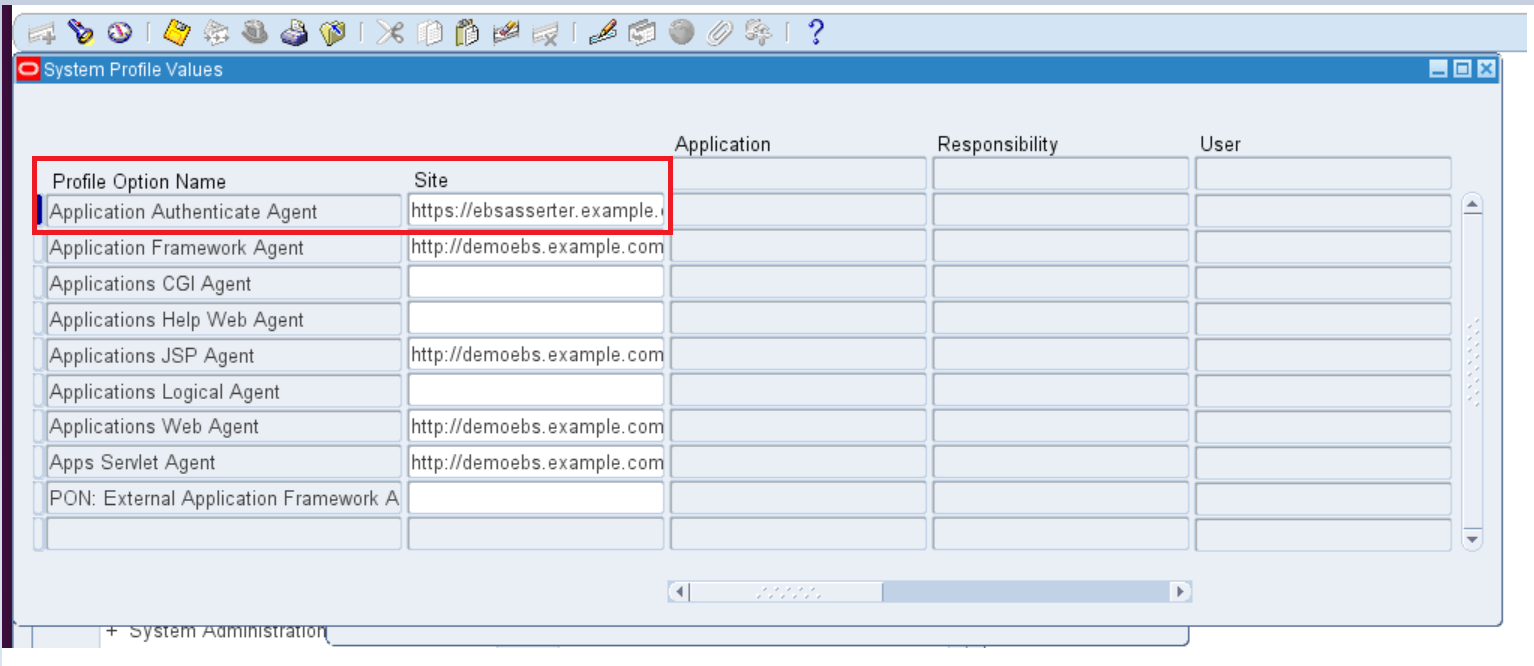 System Profile Values
Application Responsibility User
Profile Option Name Site
Application Authenticate Agent https://ebsasserter.example.
Application Framework Agent http://demoebs.example.com
Applications CGI Agent
Applications Help Web Agent
Applications JSP Agent http://demoebs.example.com
Applications Logical Agent
Applications Web Agent http://demoebs.example.com
Apps Servlet Agent http://demoebs.example.com
PON: External Application Framework A
+ System Administration